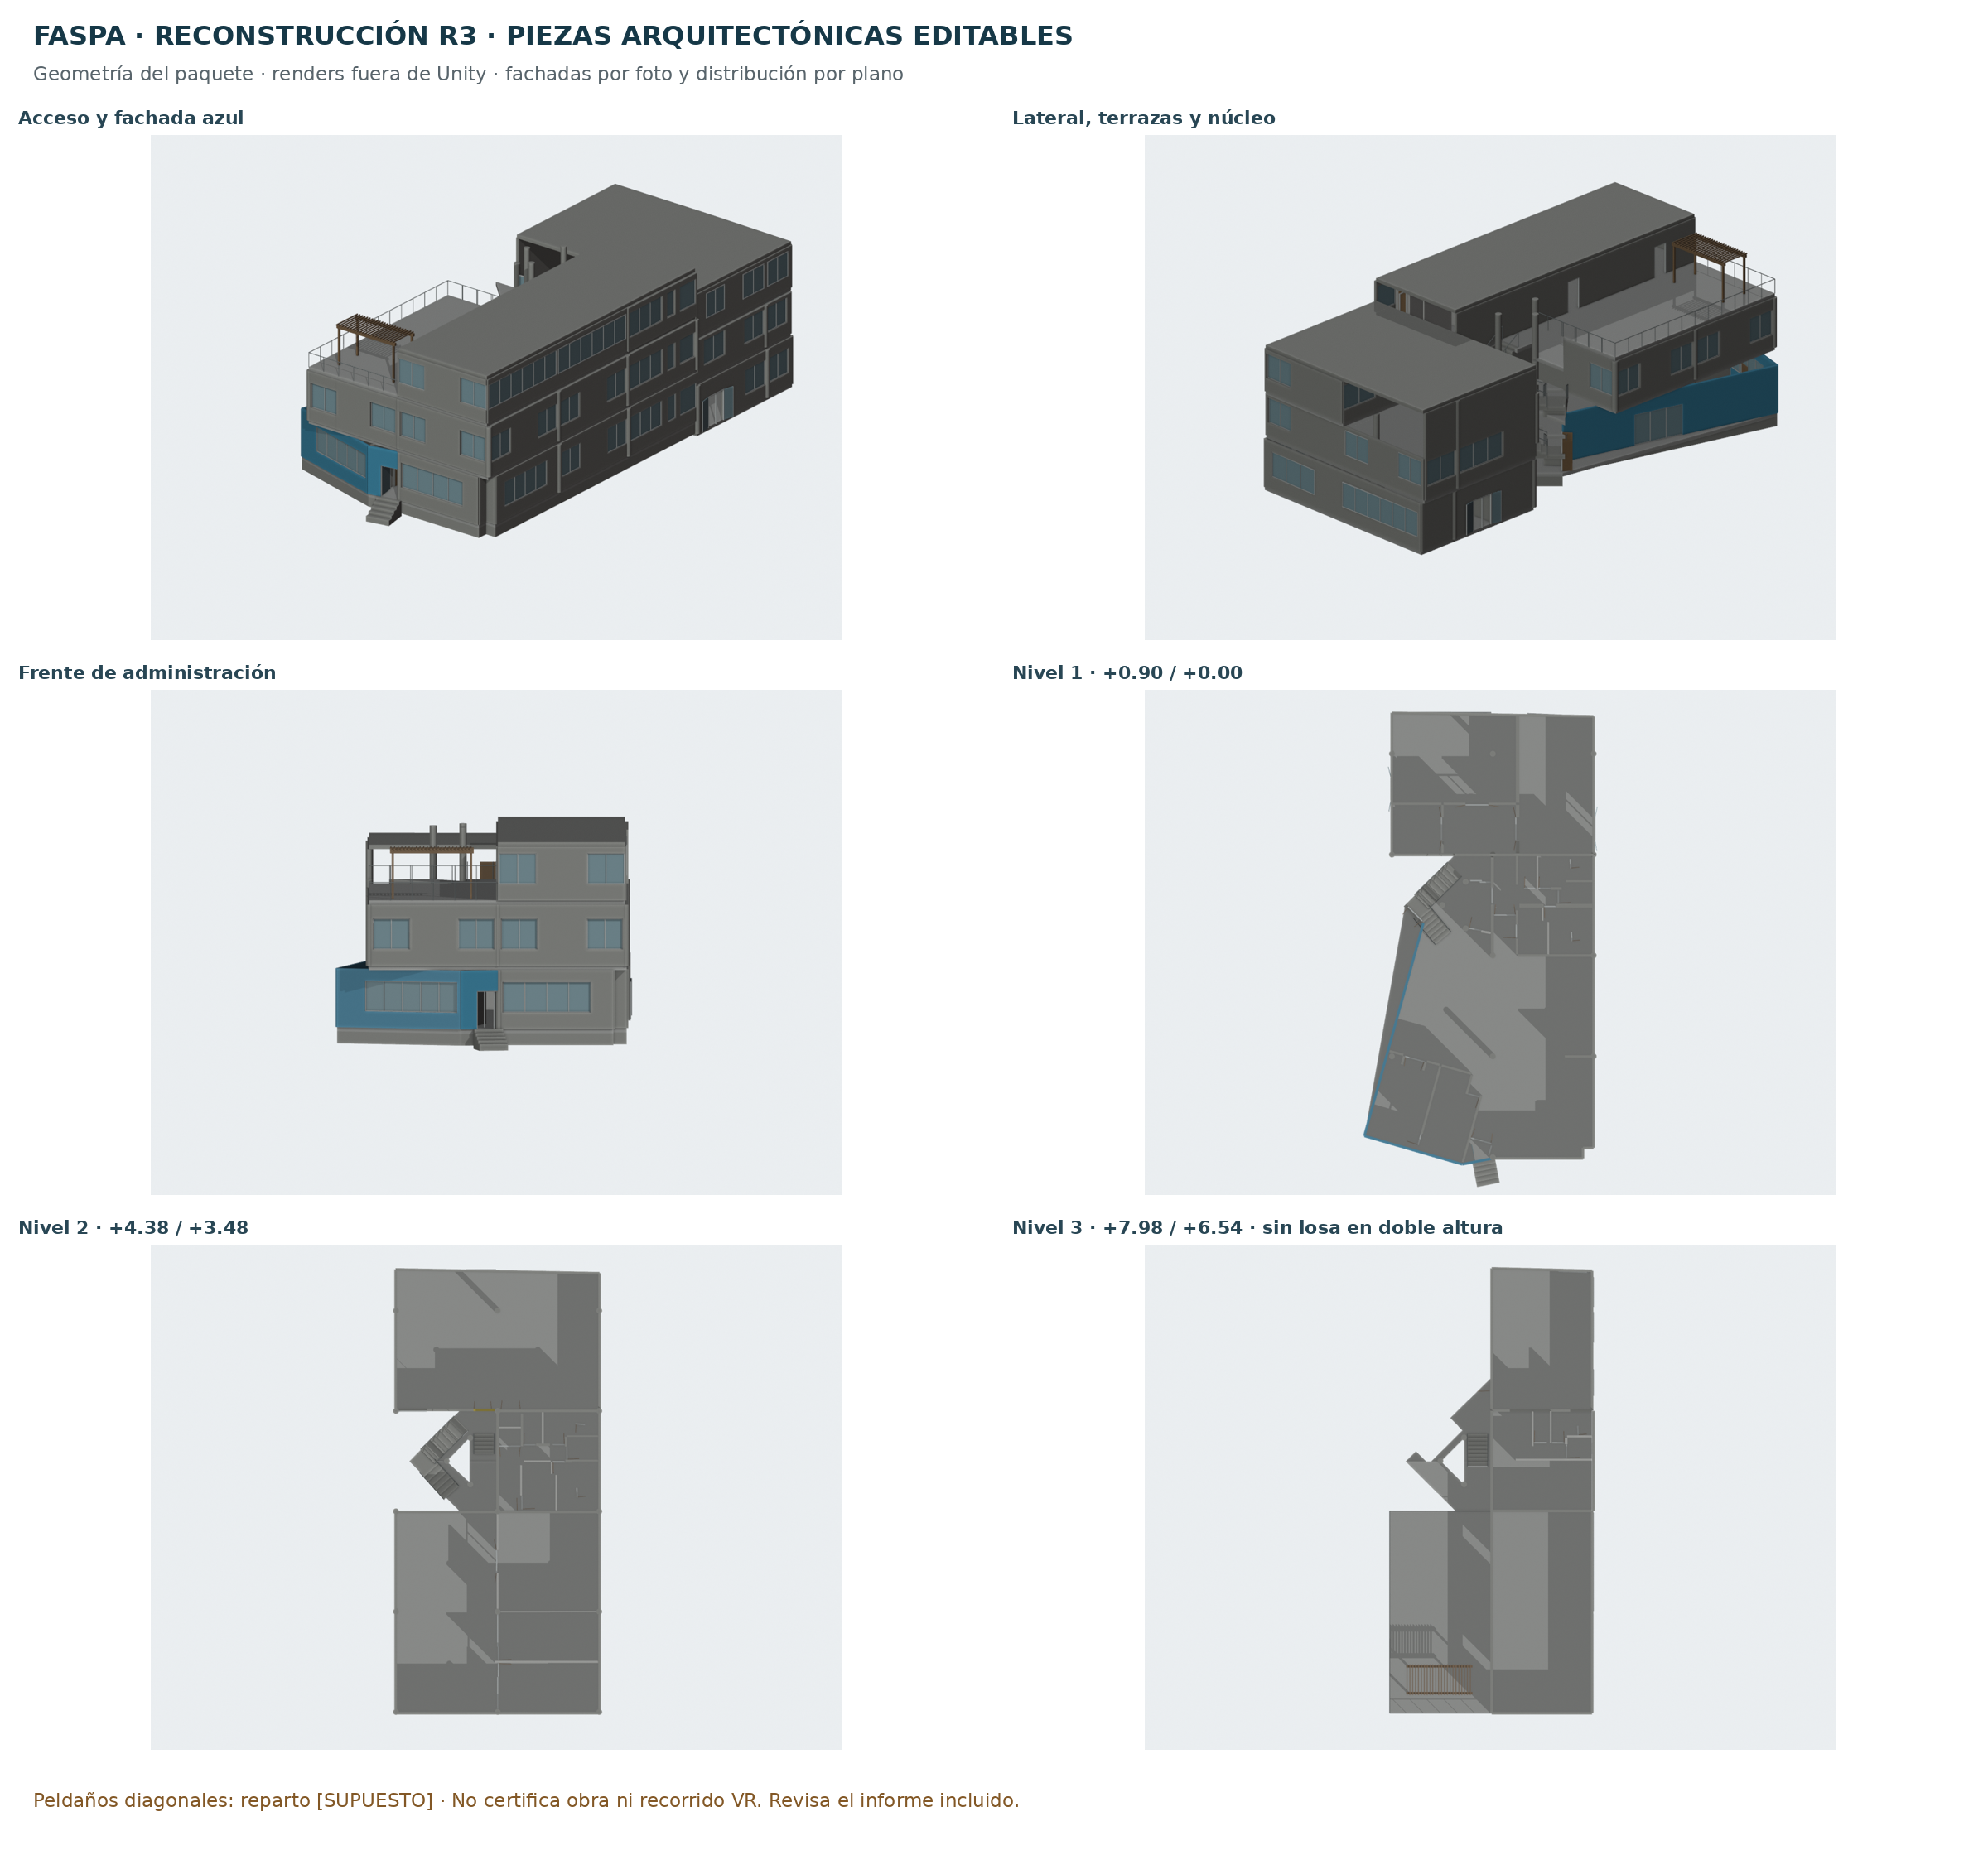 FASPA · RECONSTRUCCIÓN R3 · PIEZAS ARQUITECTÓNICAS EDITABLES
Geometría del paquete · renders fuera de Unity · fachadas por foto y distribución por plano
Acceso y fachada azul
Lateral, terrazas y núcleo
Frente de administración
Nivel 1 · +0.90 / +0.00
Nivel 2 · +4.38 / +3.48
Nivel 3 · +7.98 / +6.54 · sin losa en doble altura
Peldaños diagonales: reparto [SUPUESTO] · No certifica obra ni recorrido VR. Revisa el informe incluido.